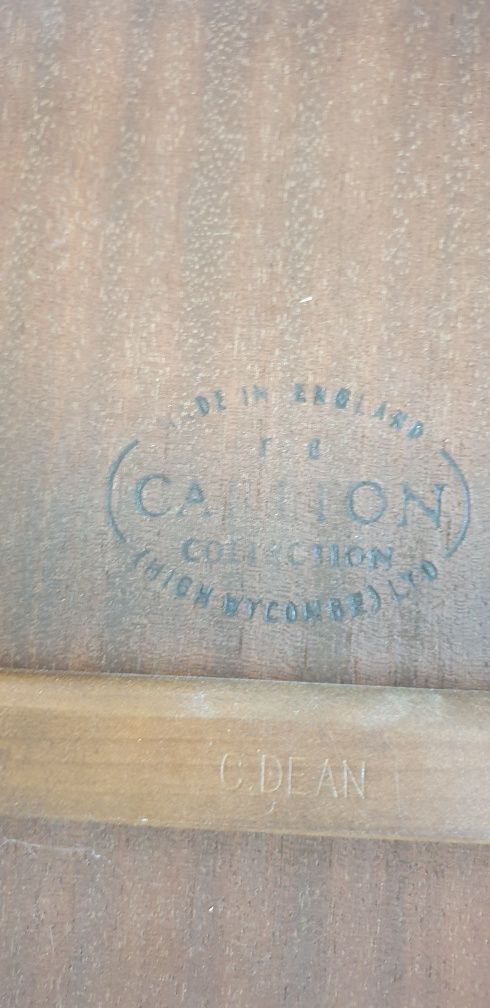 MADE IN ENGLAND
COLLECTION
(HIGH WYCOMBE) LTD
C. DEAN